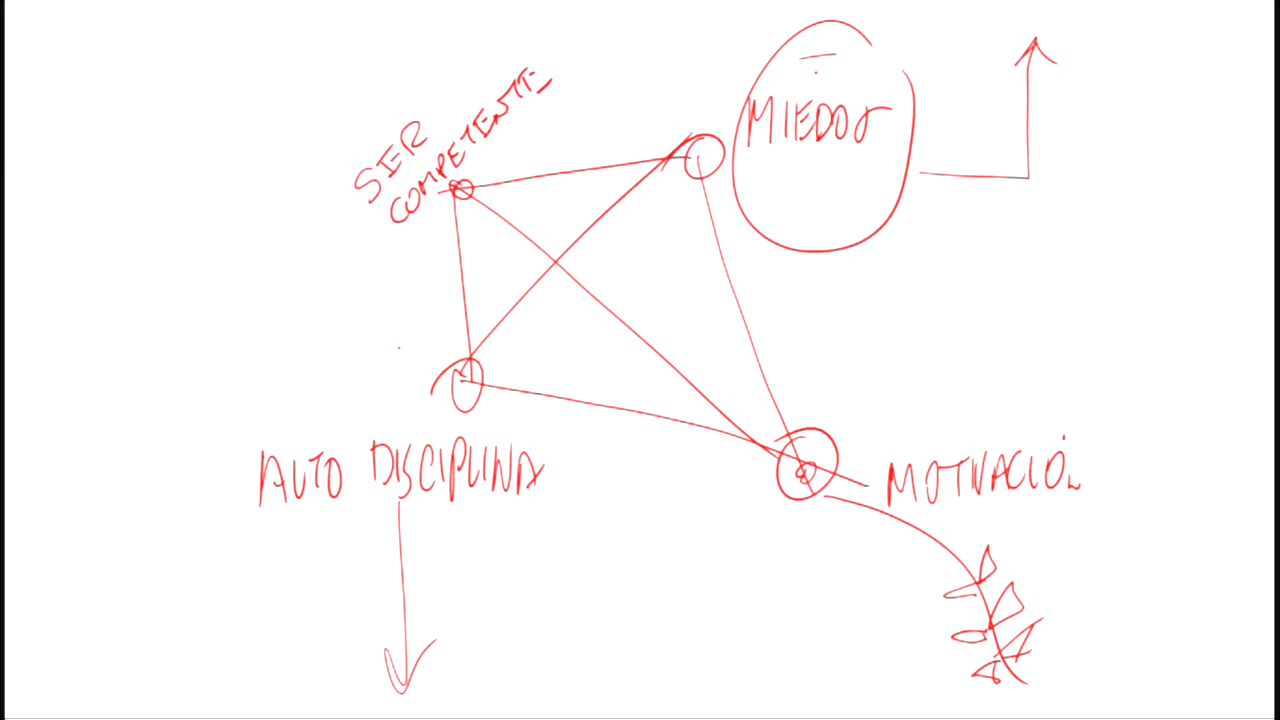 SER
COMPETENTE
MIEDOS
AUTO DISCIPLINA
MOTIVACIÓN